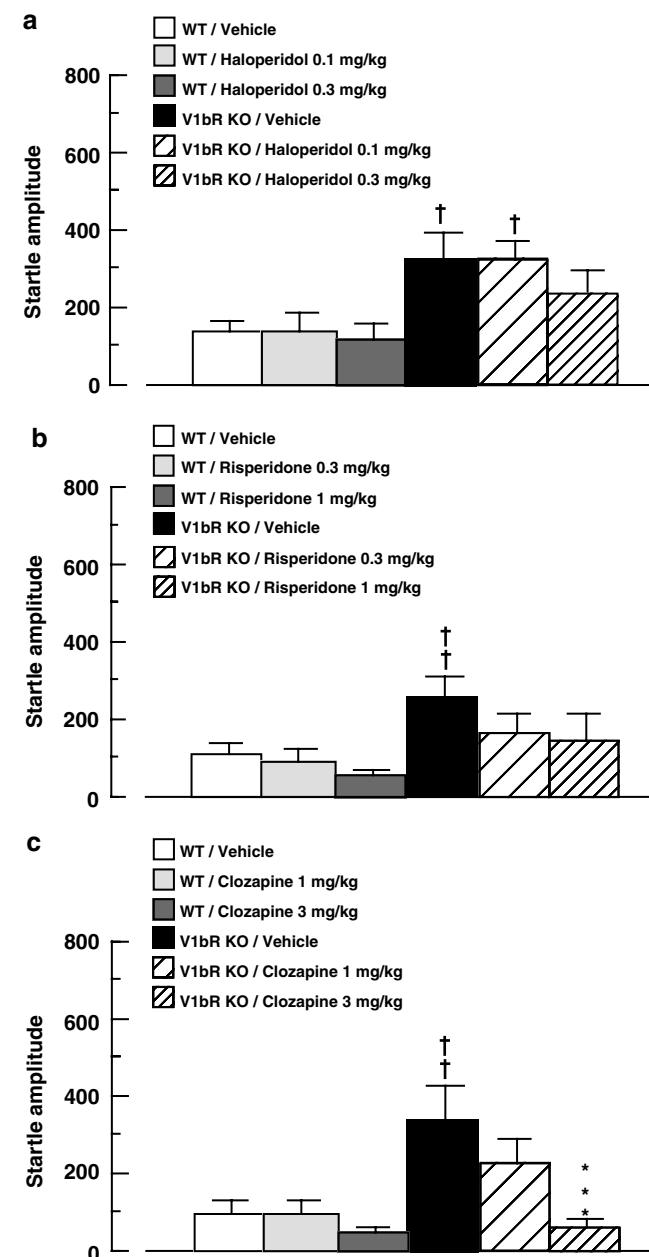 a
WT / Vehicle
WT / Haloperidol 0.1 mg/kg
WT / Haloperidol 0.3 mg/kg
V1bR KO / Vehicle
V1bR KO / Haloperidol 0.1 mg/kg
V1bR KO / Haloperidol 0.3 mg/kg
Startle amplitude
800
600
400
200
0
† †
b
WT / Vehicle
WT / Risperidone 0.3 mg/kg
WT / Risperidone 1 mg/kg
V1bR KO / Vehicle
V1bR KO / Risperidone 0.3 mg/kg
V1bR KO / Risperidone 1 mg/kg
Startle amplitude
800
600
400
200
0
†
†
c
WT / Vehicle
WT / Clozapine 1 mg/kg
WT / Clozapine 3 mg/kg
V1bR KO / Vehicle
V1bR KO / Clozapine 1 mg/kg
V1bR KO / Clozapine 3 mg/kg
Startle amplitude
800
600
400
200
0
†
†
*
*
*